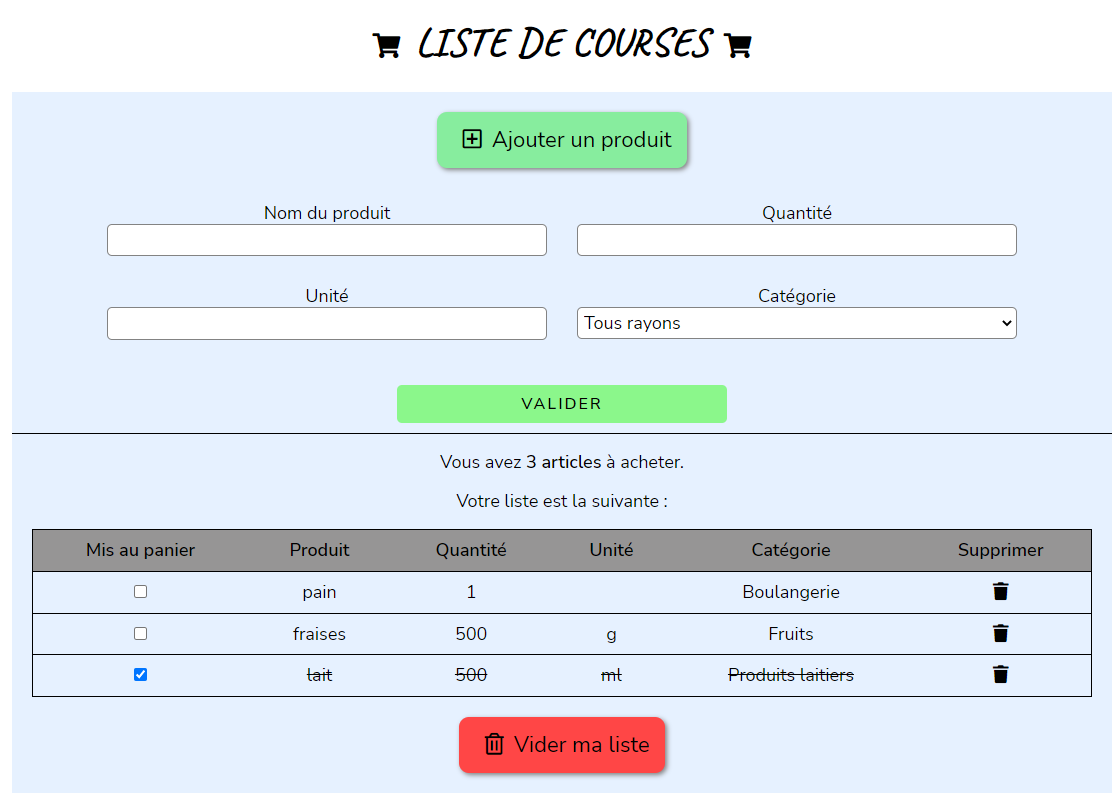 LISTE DE COURSES
Ajouter un produit
Nom du produit Quantité
Unité Catégorie
Tous rayons
VALIDER
Vous avez 3 articles à acheter.
Votre liste est la suivante :
Mis au panier Produit Quantité Unité Catégorie Supprimer
pain 1 Boulangerie
fraises 500 g Fruits
lait 500 ml Produits laitiers
Vider ma liste